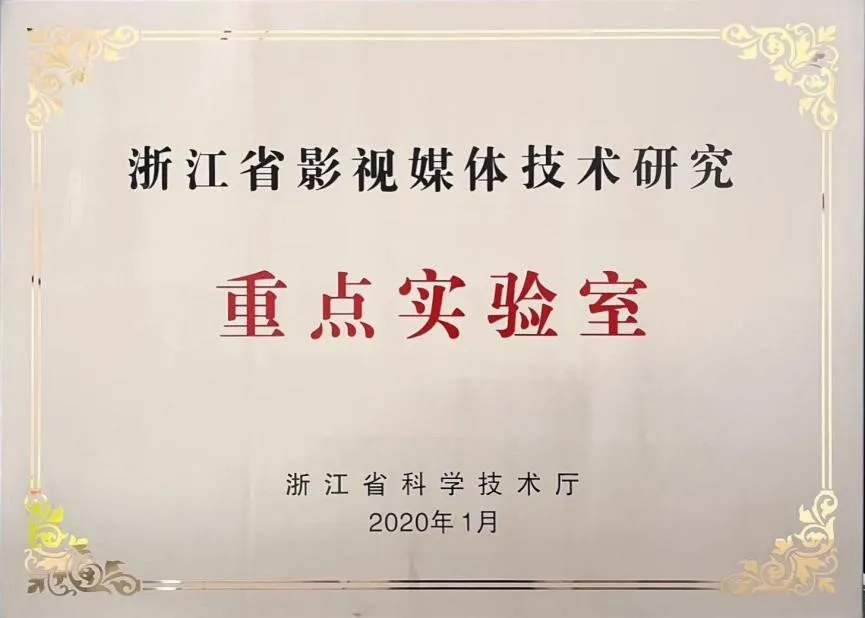 浙江省影视媒体技术研究
重点实验室
浙江省科学技术厅
2020年1月